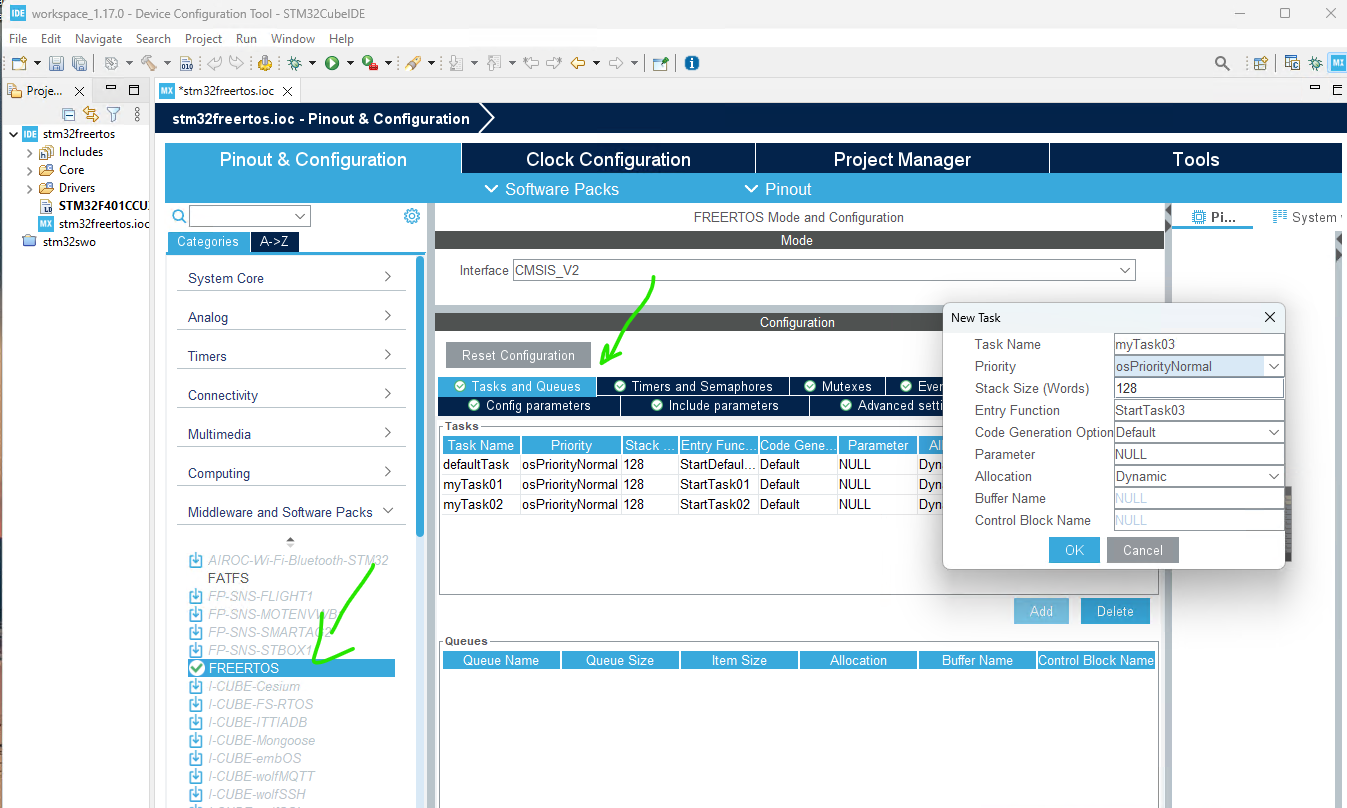 IDE workspace_1.17.0 - Device Configuration Tool - STM32CubeIDE
File Edit Navigate Search Project Run Window Help
010
MX
Proje...
MX *stm32freertos.ioc
IDE stm32freertos
Includes
Core
Drivers
STM32F401CCU
MX stm32freertos.ioc
stm32swo
stm32freertos.ioc - Pinout & Configuration
Pinout & Configuration Clock Configuration Project Manager Tools
Software Packs Pinout
Categories A->Z
System Core
Analog
Timers
Connectivity
Multimedia
Computing
Middleware and Software Packs
AIROC-Wi-Fi-Bluetooth-STM32
FATFS
FP-SNS-FLIGHT1
FP-SNS-MOTENVWB
FP-SNS-SMARTAG2
FP-SNS-STBOX1
FREERTOS
I-CUBE-Cesium
I-CUBE-FS-RTOS
I-CUBE-ITTIADB
I-CUBE-Mongoose
I-CUBE-embOS
I-CUBE-wolfMQTT
I-CUBE-wolfSSH
FREERTOS Mode and Configuration
Mode
Interface CMSIS_V2
Configuration
Reset Configuration
Tasks and Queues Timers and Semaphores Mutexes Even
Config parameters Include parameters Advanced setti
Tasks
Task Name Priority Stack ... Entry Func... Code Gene... Parameter All
defaultTask osPriorityNormal 128 StartDefaul... Default NULL Dyn
myTask01 osPriorityNormal 128 StartTask01 Default NULL Dyn
myTask02 osPriorityNormal 128 StartTask02 Default NULL Dyn
Add Delete
Queues
Queue Name Queue Size Item Size Allocation Buffer Name Control Block Name
Pi... System
New Task
Task Name myTask03
Priority osPriorityNormal
Stack Size (Words) 128
Entry Function StartTask03
Code Generation Option Default
Parameter NULL
Allocation Dynamic
Buffer Name NULL
Control Block Name NULL
OK Cancel